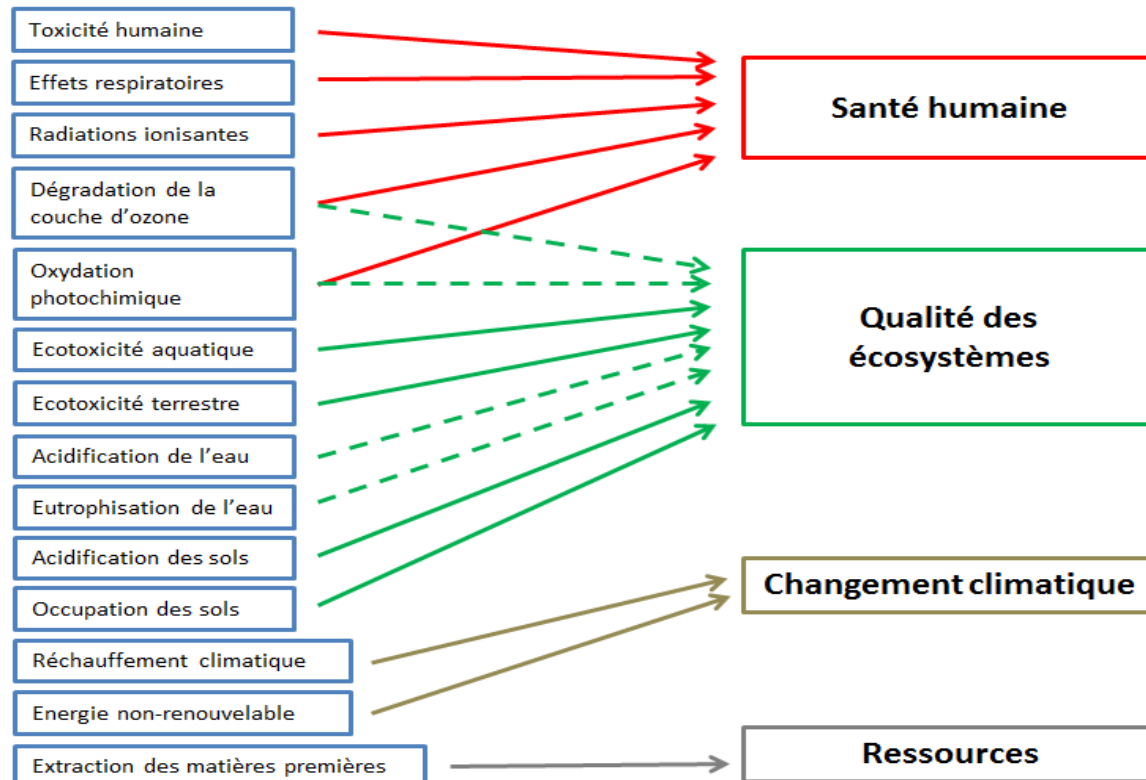 Toxicité humaine
Effets respiratoires
Radiations ionisantes
Dégradation de la
couche d'ozone
Oxydation
photochimique
Ecotoxicité aquatique
Ecotoxicité terrestre
Acidification de l'eau
Eutrophisation de l'eau
Acidification des sols
Occupation des sols
Réchauffement climatique
Energie non-renouvelable
Extraction des matières premières
Santé humaine
Qualité des
écosystèmes
Changement climatique
Ressources